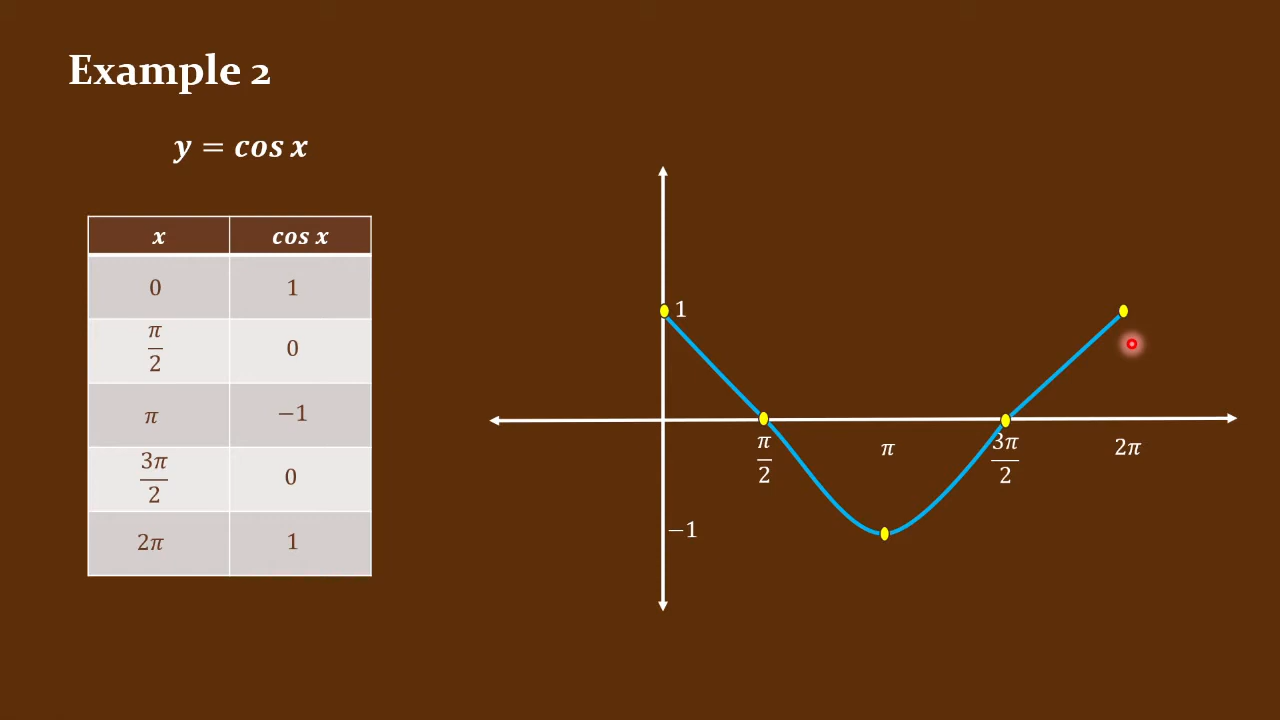 Example 2
y = cos x
x cos x
0 1
π/2 0
π −1
3π/2 0
2π 1
1
π/2 π 3π/2 2π
−1